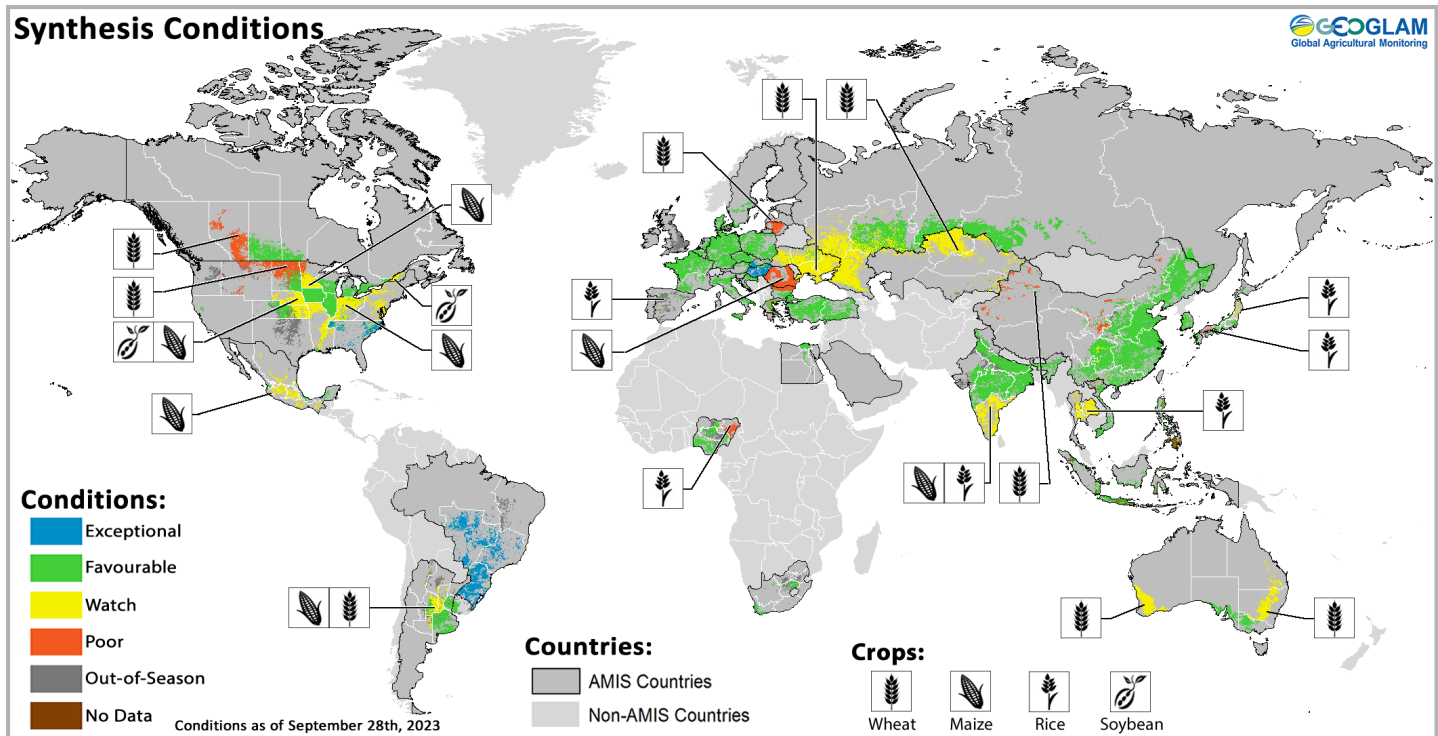 Synthesis Conditions
GEOGLAM
Global Agricultural Monitoring
Conditions:
Exceptional
Favourable
Watch
Poor
Out-of-Season
No Data
Conditions as of September 28th, 2023
Countries:
AMIS Countries
Non-AMIS Countries
Crops:
Wheat
Maize
Rice
Soybean